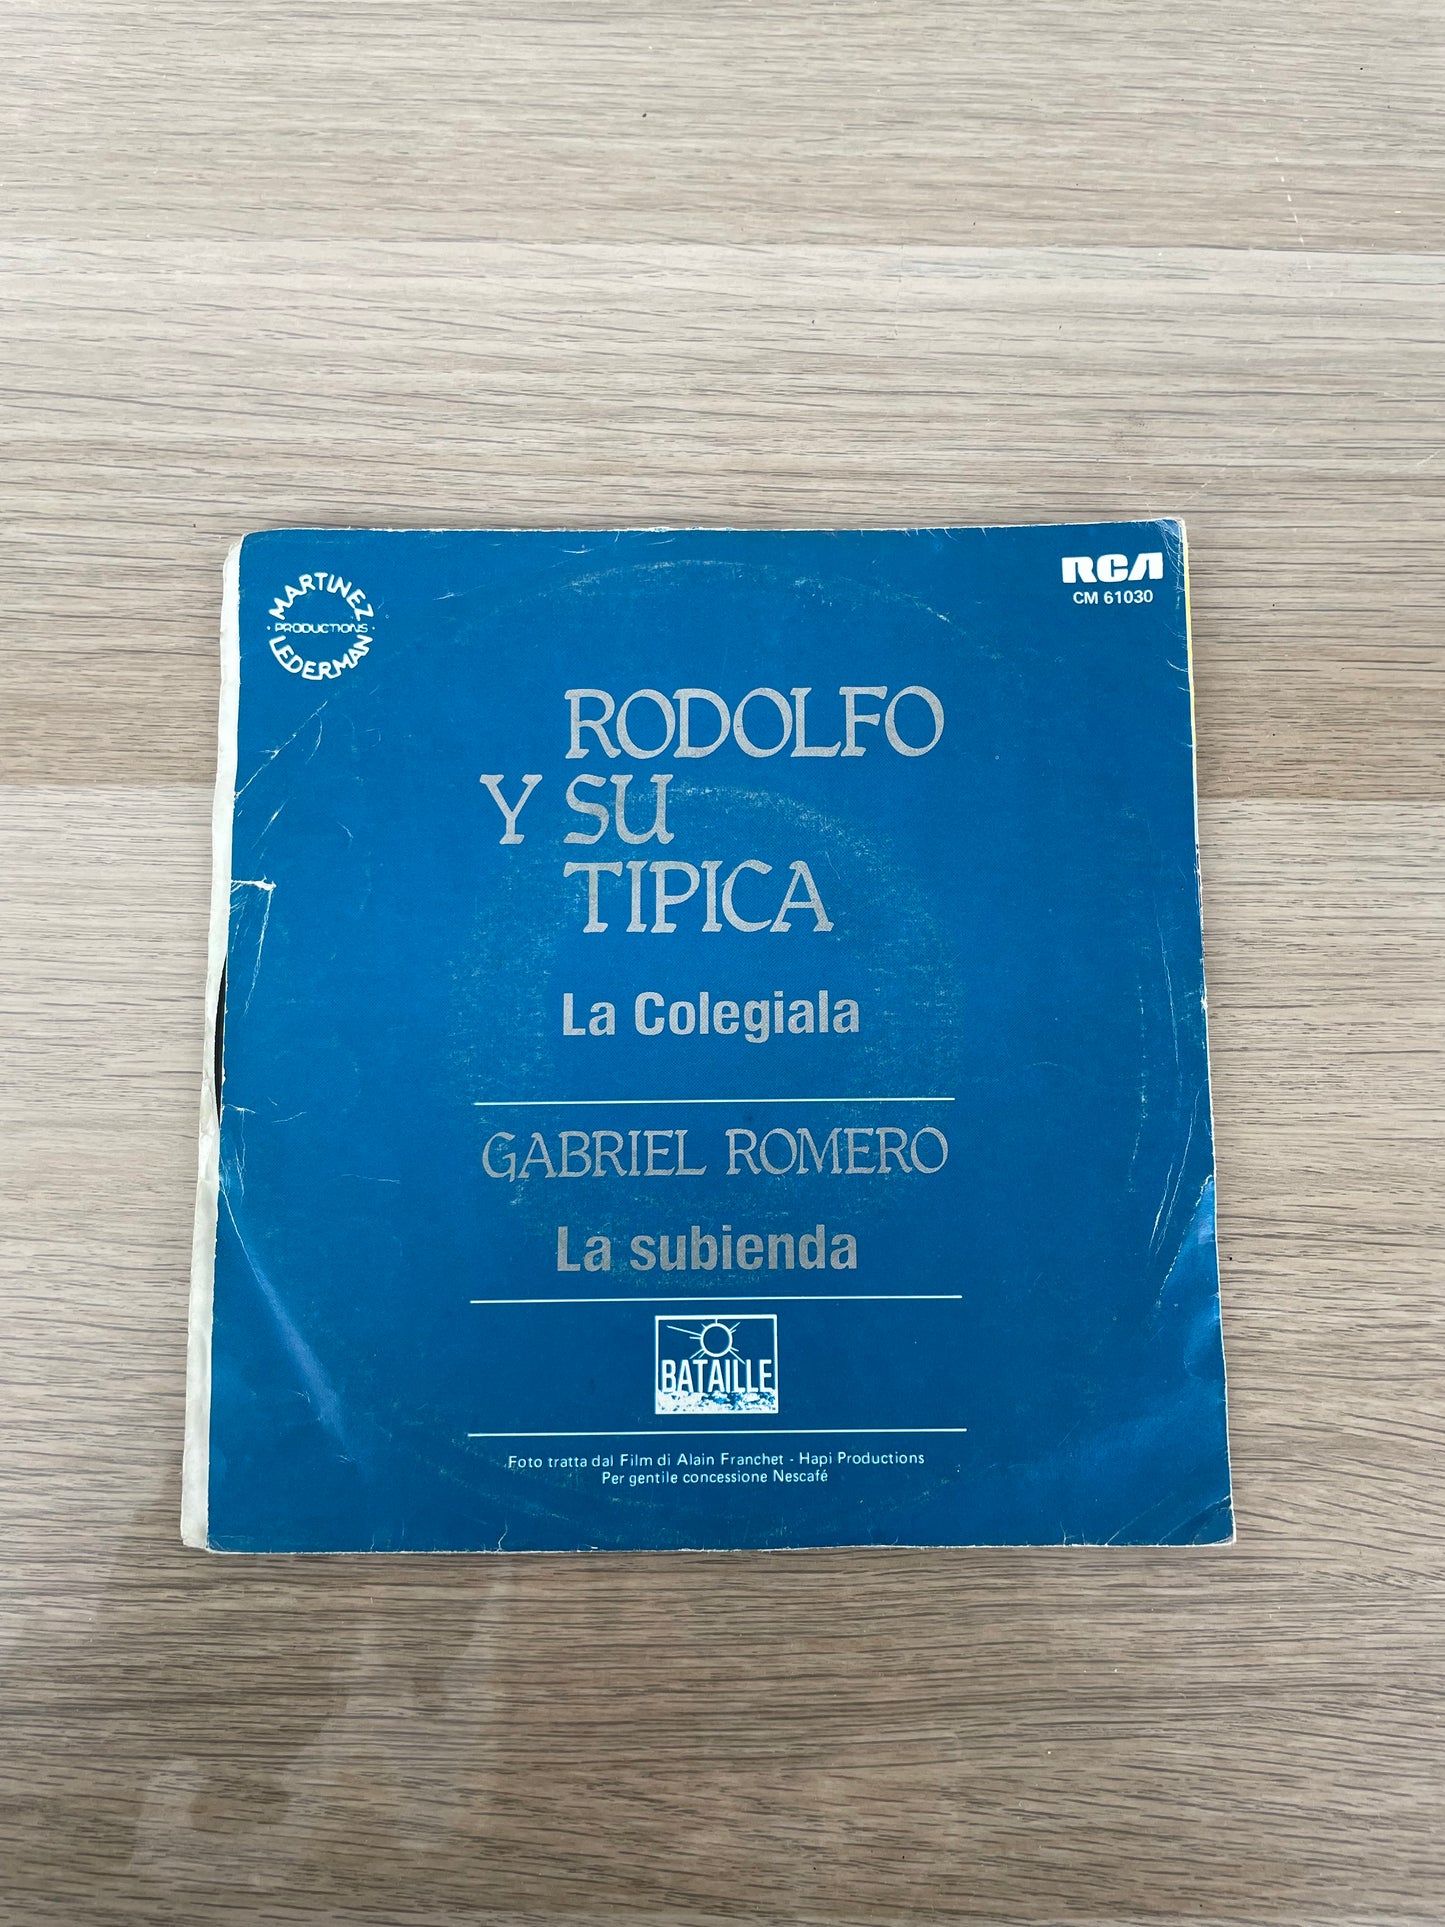 MARTINEZ
· PRODUCTIONS ·
LEDERMAN
RCA
CM 61030
RODOLFO
Y SU
TIPICA
La Colegiala
GABRIEL ROMERO
La subienda
BATAILLE
Foto tratta dal Film di Alain Franchet - Hapi Productions
Per gentile concessione Nescafé